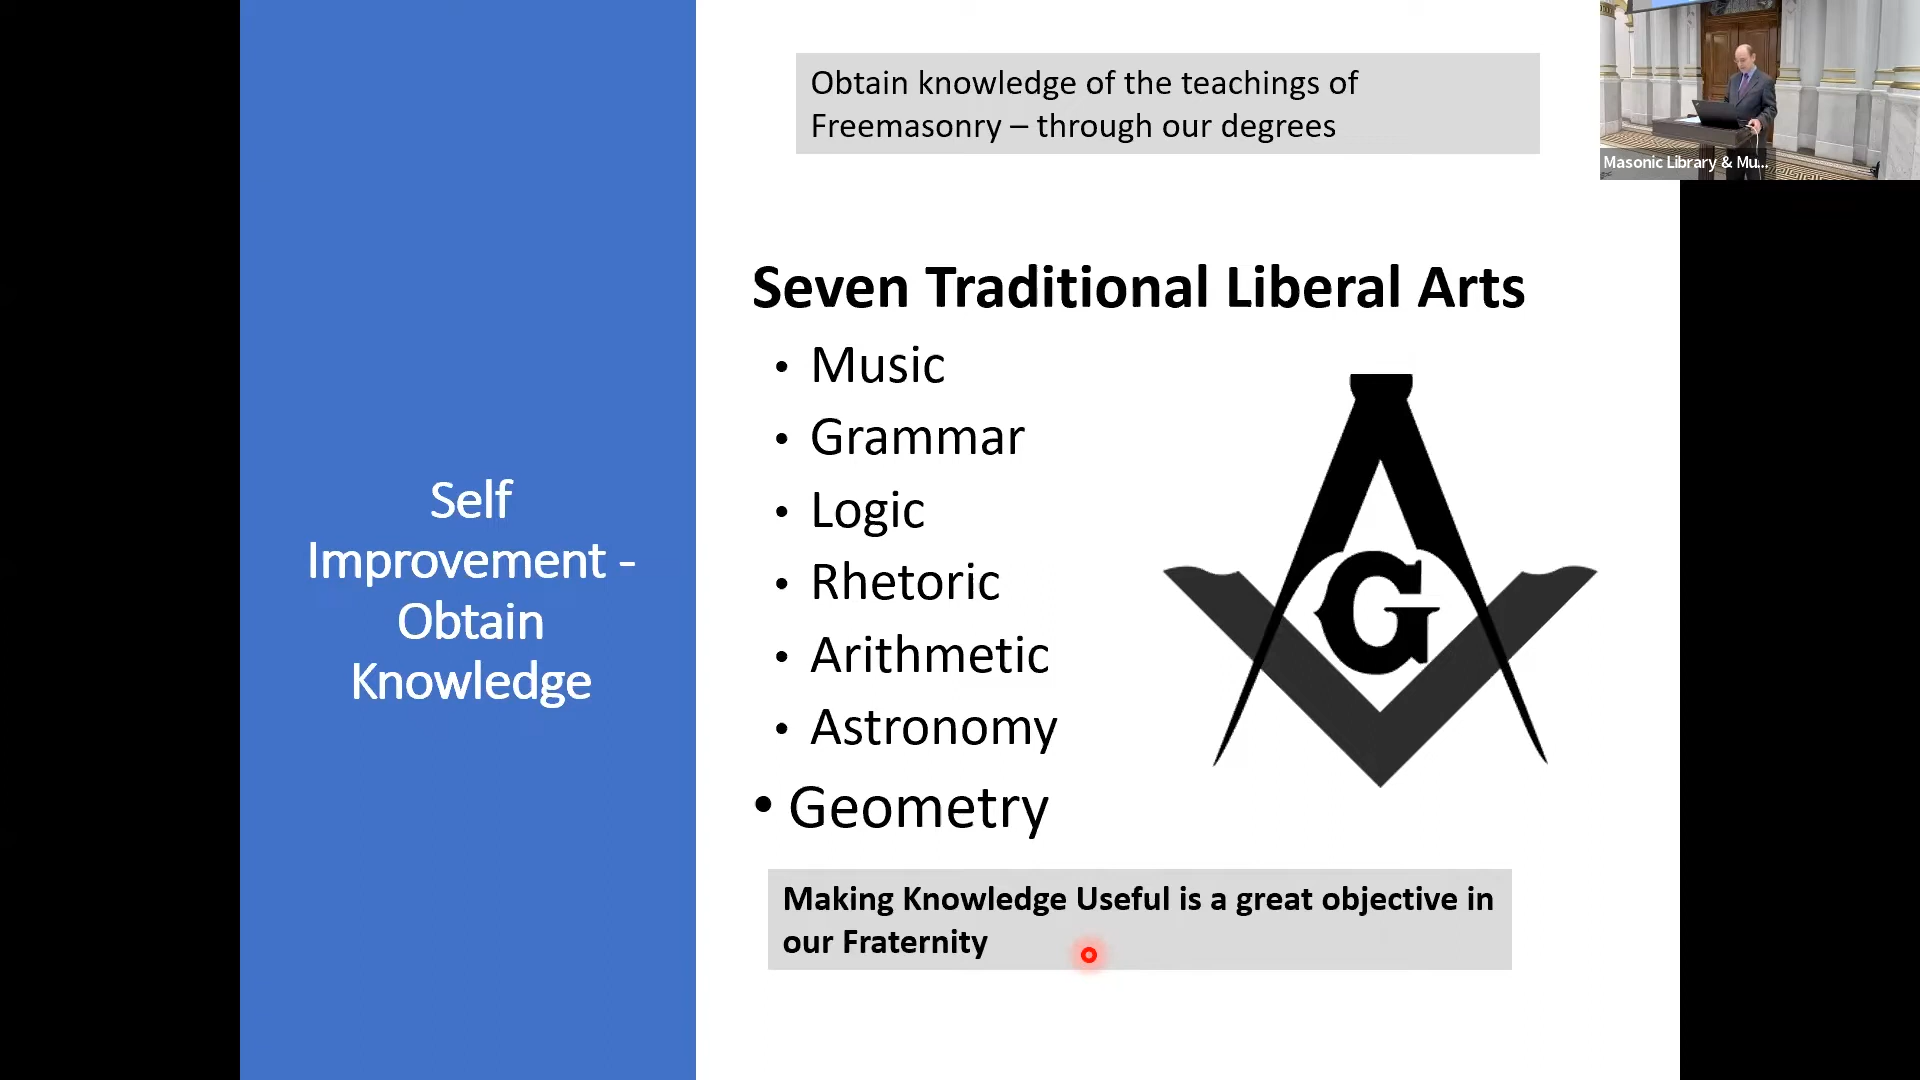 Obtain knowledge of the teachings of
Freemasonry – through our degrees
Masonic Library & Mu...
Seven Traditional Liberal Arts
• Music
• Grammar
• Logic
• Rhetoric
• Arithmetic
• Astronomy
• Geometry
Self
Improvement -
Obtain
Knowledge
G
Making Knowledge Useful is a great objective in
our Fraternity